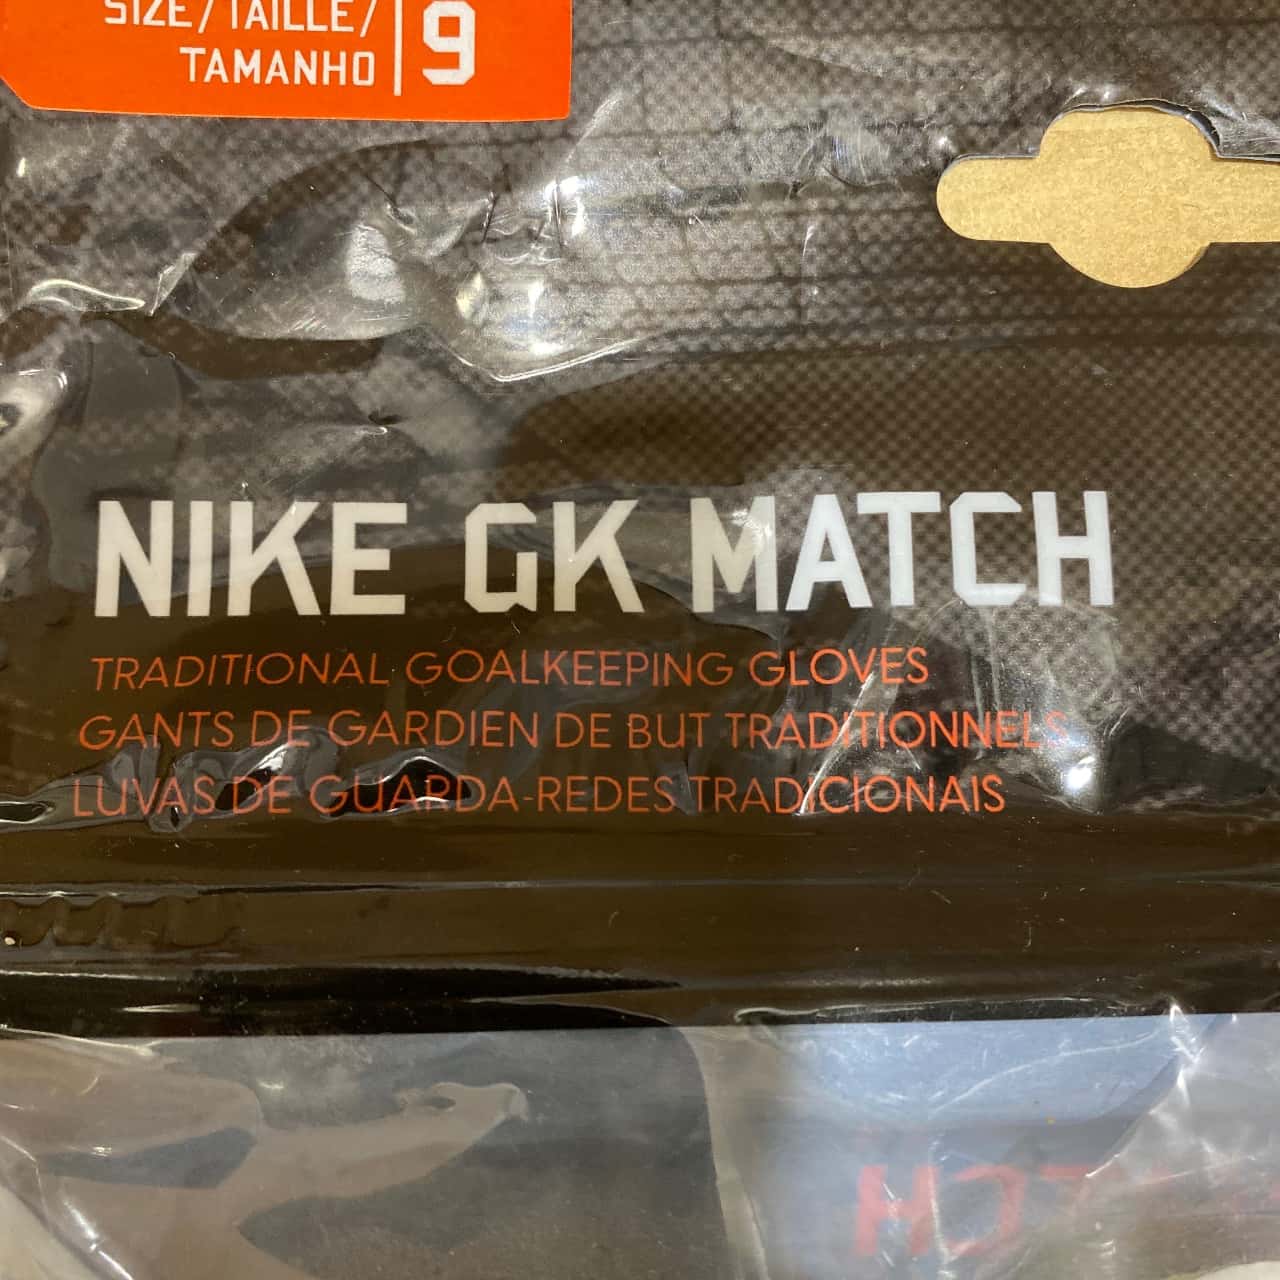 SIZE / TAILLE /
TAMANHO | 9
NIKE GK MATCH
TRADITIONAL GOALKEEPING GLOVES
GANTS DE GARDIEN DE BUT TRADITIONNELS
LUVAS DE GUARDA-REDES TRADICIONAIS